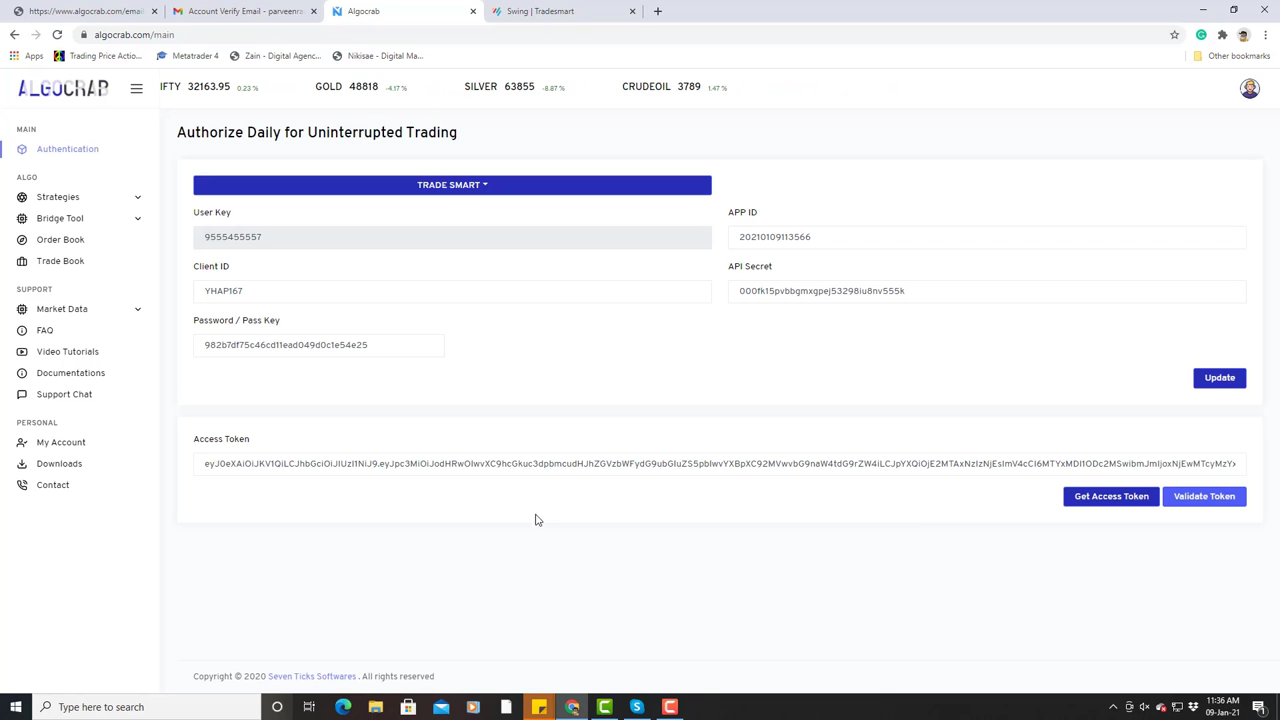 https://www.algocrab.com/emai
Account Verify Email - parveenra
Algocrab
Swing | Tradesmart
algocrab.com/main
Apps
Trading Price Actio...
Metatrader 4
Zain - Digital Agenc...
Nikisae - Digital Ma...
Other bookmarks
ALGOCRAB
IFTY 32163.95 0.23 %
GOLD 48818 -4.17 %
SILVER 63855 -8.87 %
CRUDEOIL 3789 1.47 %
MAIN
Authentication
ALGO
Strategies
Bridge Tool
Order Book
Trade Book
SUPPORT
Market Data
FAQ
Video Tutorials
Documentations
Support Chat
PERSONAL
My Account
Downloads
Contact
Authorize Daily for Uninterrupted Trading
TRADE SMART
User Key
9555455557
APP ID
20210109113566
Client ID
YHAP167
API Secret
000fk15pvbbgmxgpej53298iu8nv555k
Password / Pass Key
982b7df75c46cd11ead049d0c1e54e25
Update
Access Token
Get Access Token
Validate Token
Copyright © 2020 Seven Ticks Softwares . All rights reserved
Type here to search
11:36 AM
09-Jan-21